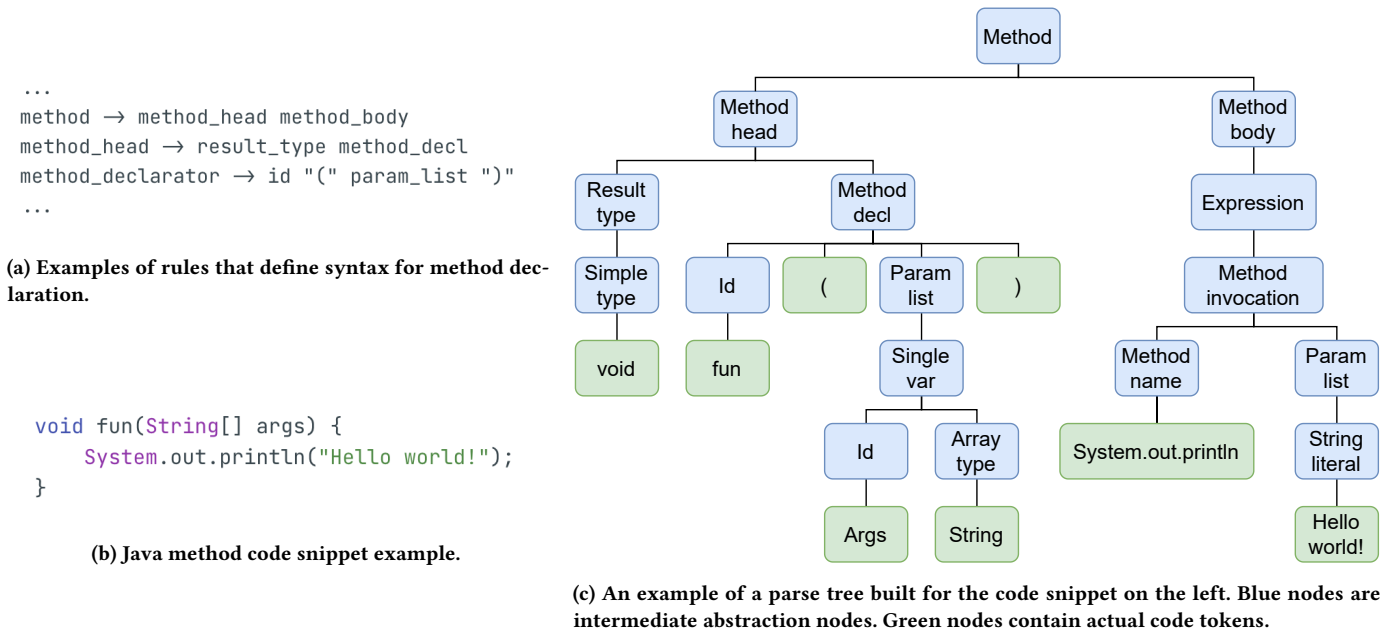 ...
method → method_head method_body
method_head → result_type method_decl
method_declarator → id "(" param_list ")"
...
(a) Examples of rules that define syntax for method dec-
laration.
void fun(String[] args) {
    System.out.println("Hello world!");
}
(b) Java method code snippet example.
Method
Method
head
Method
body
Result
type
Method
decl
Expression
Simple
type
Id
(
Param
list
)
Method
invocation
void
fun
Single
var
Method
name
Param
list
Id
Array
type
System.out.println
String
literal
Args
String
Hello
world!
(c) An example of a parse tree built for the code snippet on the left. Blue nodes are
intermediate abstraction nodes. Green nodes contain actual code tokens.